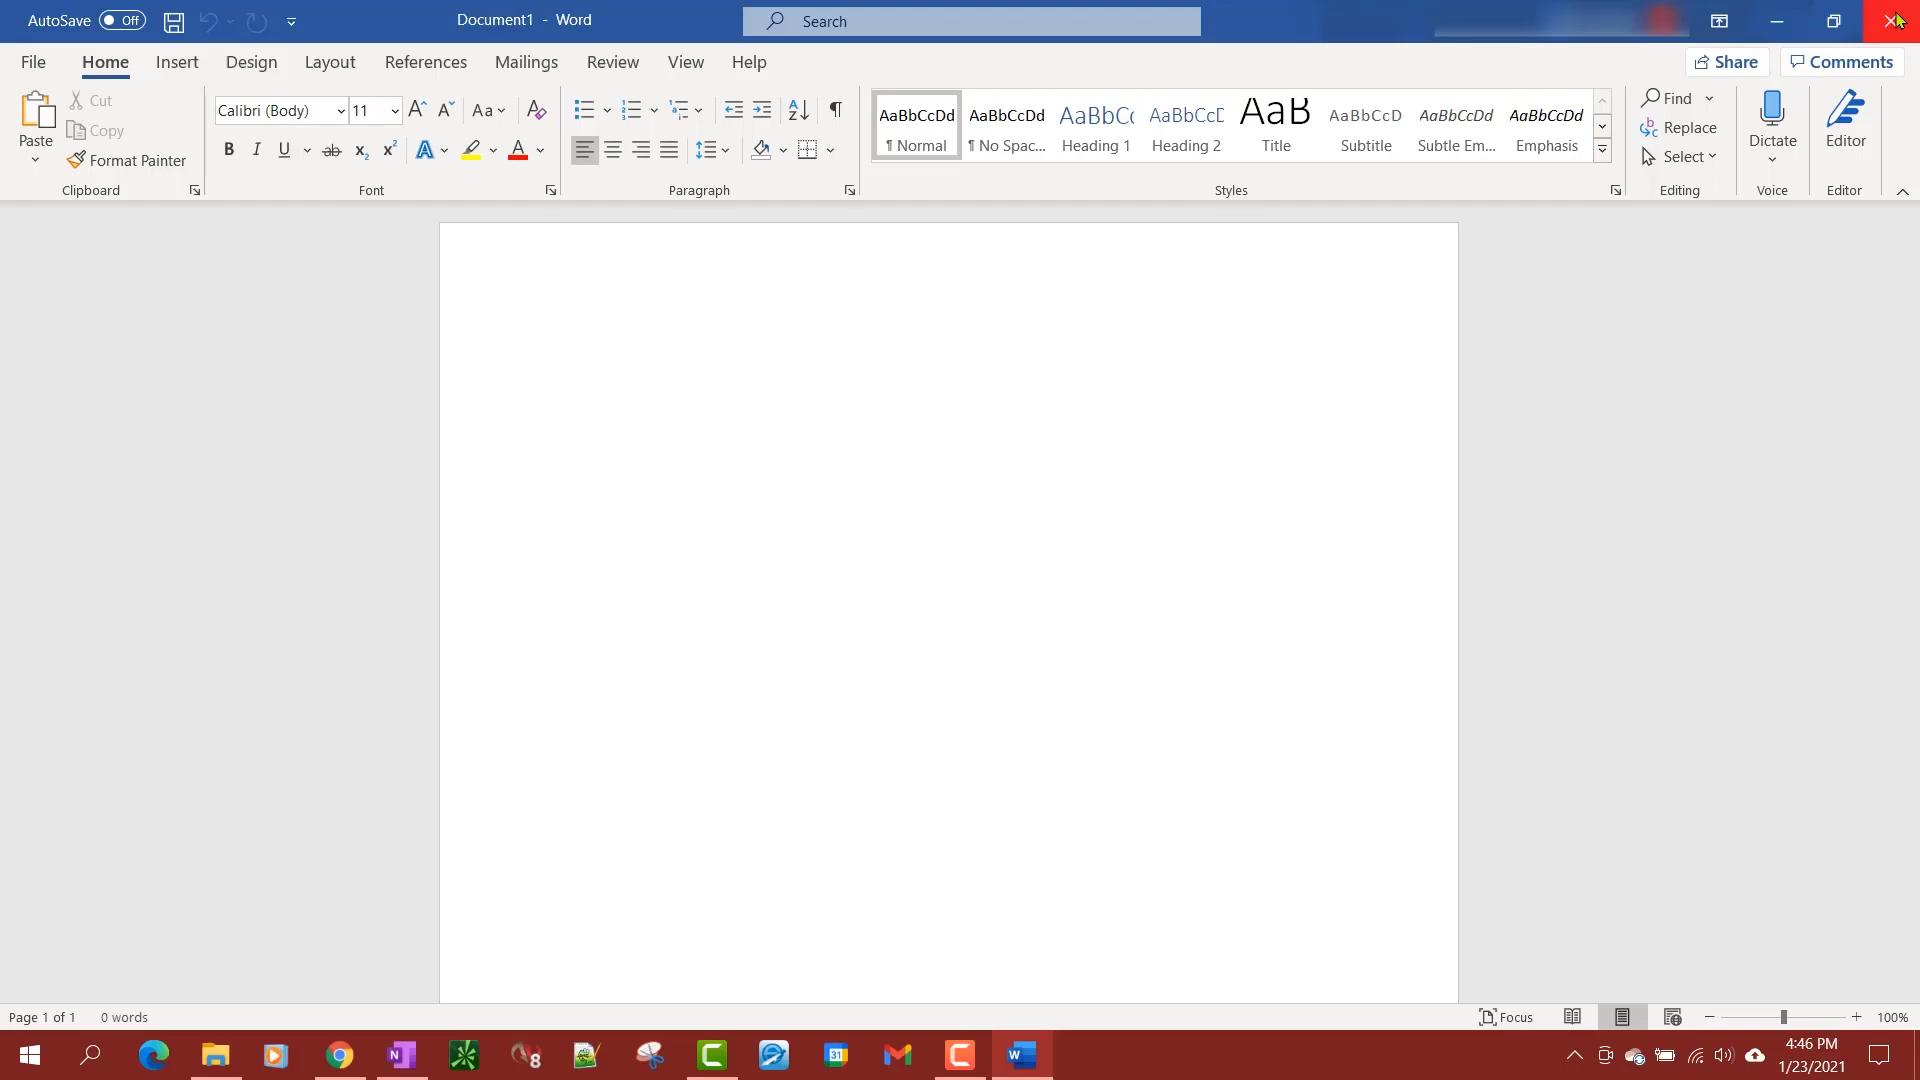 AutoSave Off Document1 - Word Search
File Home Insert Design Layout References Mailings Review View Help Share Comments
Paste
Cut
Copy
Format Painter
Clipboard
Calibri (Body) 11 Aa
B I U ab x2 x2 A A
Font
Paragraph
AaBbCcDd AaBbCcDd AaBbCc AaBbCcD AaB AaBbCcD AaBbCcDd AaBbCcDd
¶ Normal ¶ No Spac... Heading 1 Heading 2 Title Subtitle Subtle Em... Emphasis
Styles
Find
Replace
Select
Editing
Dictate
Voice
Editor
Editor
Page 1 of 1 0 words Focus 100%
4:46 PM
1/23/2021